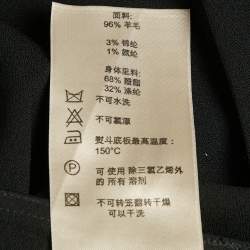 面料:
96% 羊毛
3% 锦纶
1% 氨纶
身体里料:
68% 醋酯
32% 涤纶
不可水洗
不可氯漂
熨斗底板最高温度:
150°C
可使用 除三氯乙烯外
的所有 溶剂
不可转笼翻转干燥
可以干洗